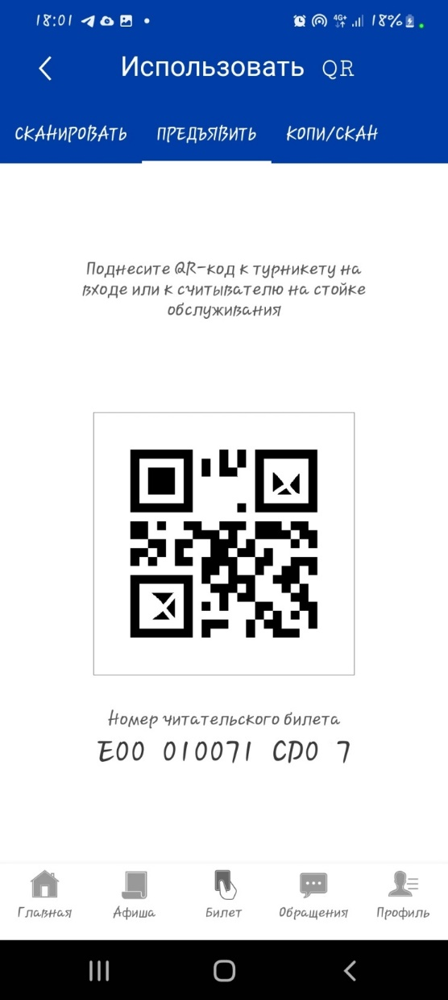 18:01
4G+
18%
Использовать QR
СКАНИРОВАТЬ ПРЕДЪЯВИТЬ КОПИ/СКАН
Поднесите QR-код к турникету на
входе или к считывателю на стойке
обслуживания
Номер читательского билета
E00 010071 CD0 7
Главная Афиша Билет Обращения Профиль